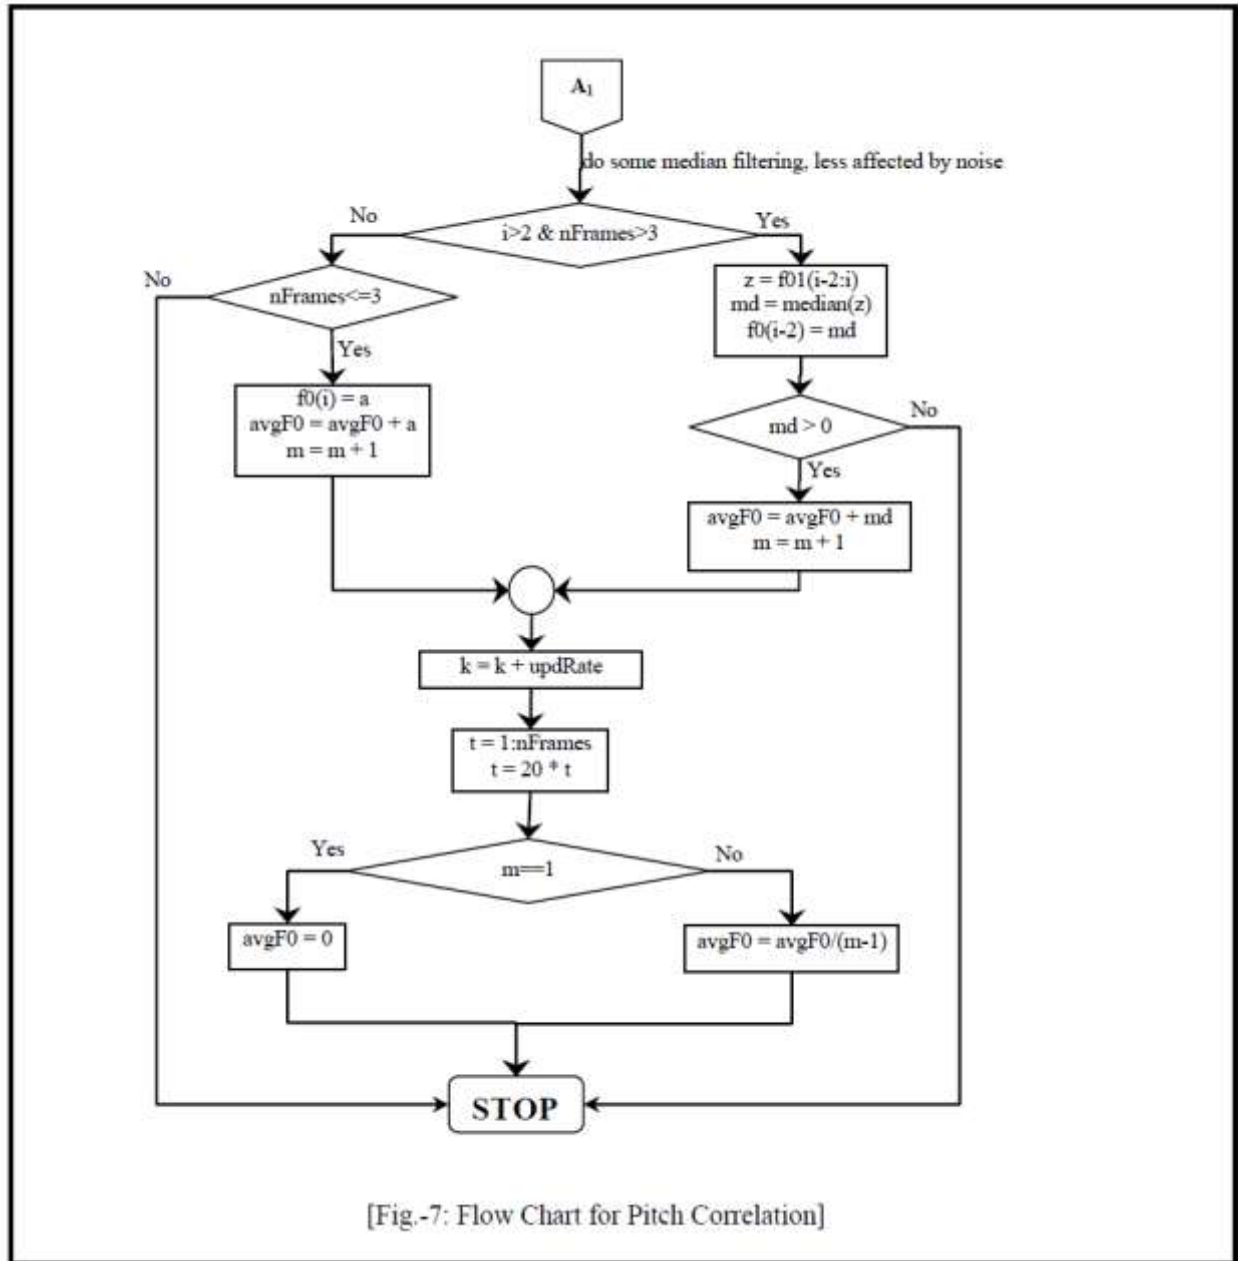 A1
do some median filtering, less affected by noise
No
i>2 & nFrames>3
Yes
No
nFrames<=3
Yes
z = f01(i-2:i)
md = median(z)
f0(i-2) = md
f0(i) = a
avgF0 = avgF0 + a
m = m + 1
md > 0
No
Yes
avgF0 = avgF0 + md
m = m + 1
k = k + updRate
t = 1:nFrames
t = 20 * t
Yes
m==1
No
avgF0 = 0
avgF0 = avgF0/(m-1)
STOP
[Fig.-7: Flow Chart for Pitch Correlation]